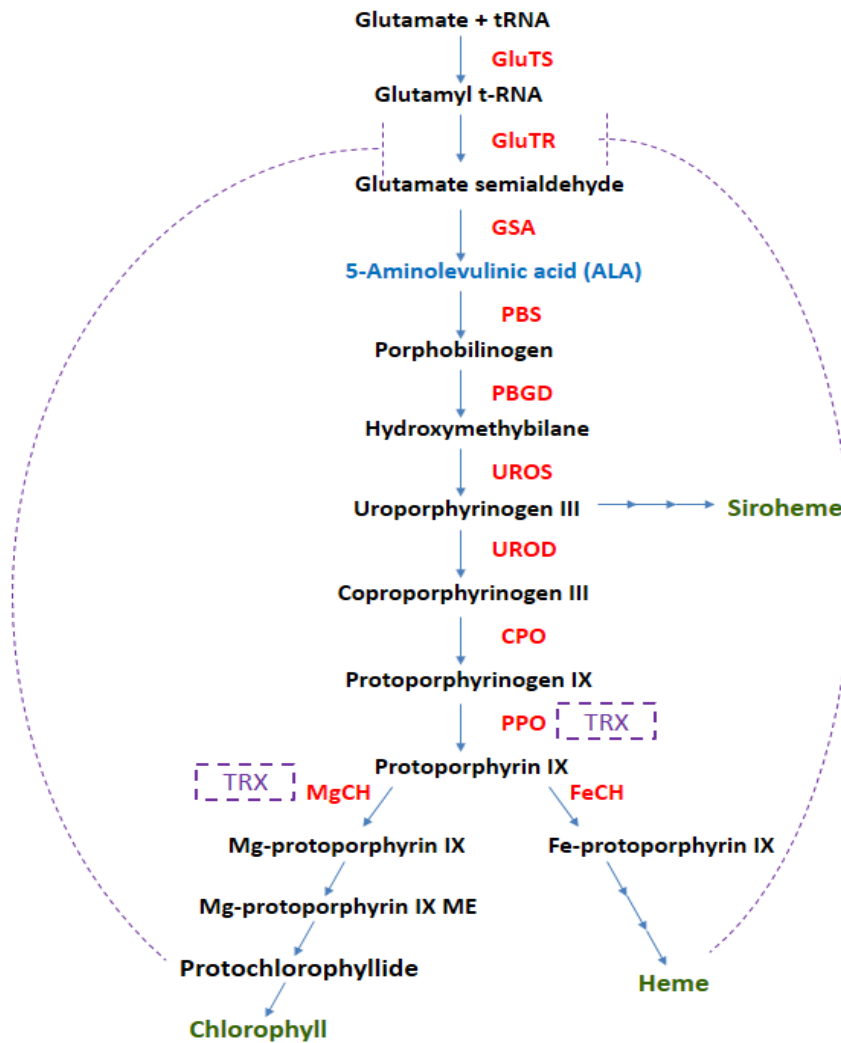 Glutamate + tRNA
GluTS
Glutamyl t-RNA
GluTR
Glutamate semialdehyde
GSA
5-Aminolevulinic acid (ALA)
PBS
Porphobilinogen
PBGD
Hydroxymethybilane
UROS
Uroporphyrinogen III
Siroheme
UROD
Coproporphyrinogen III
CPO
Protoporphyrinogen IX
PPO
TRX
Protoporphyrin IX
TRX
MgCH
FeCH
Mg-protoporphyrin IX
Fe-protoporphyrin IX
Mg-protoporphyrin IX ME
Protochlorophyllide
Heme
Chlorophyll